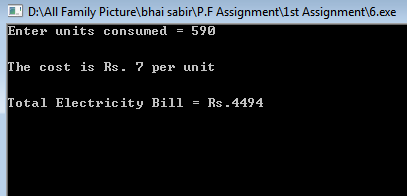 D:\All Family Picture\bhai sabir\P.F Assignment\1st Assignment\6.exe
Enter units consumed = 590
The cost is Rs. 7 per unit
Total Electricity Bill = Rs.4494